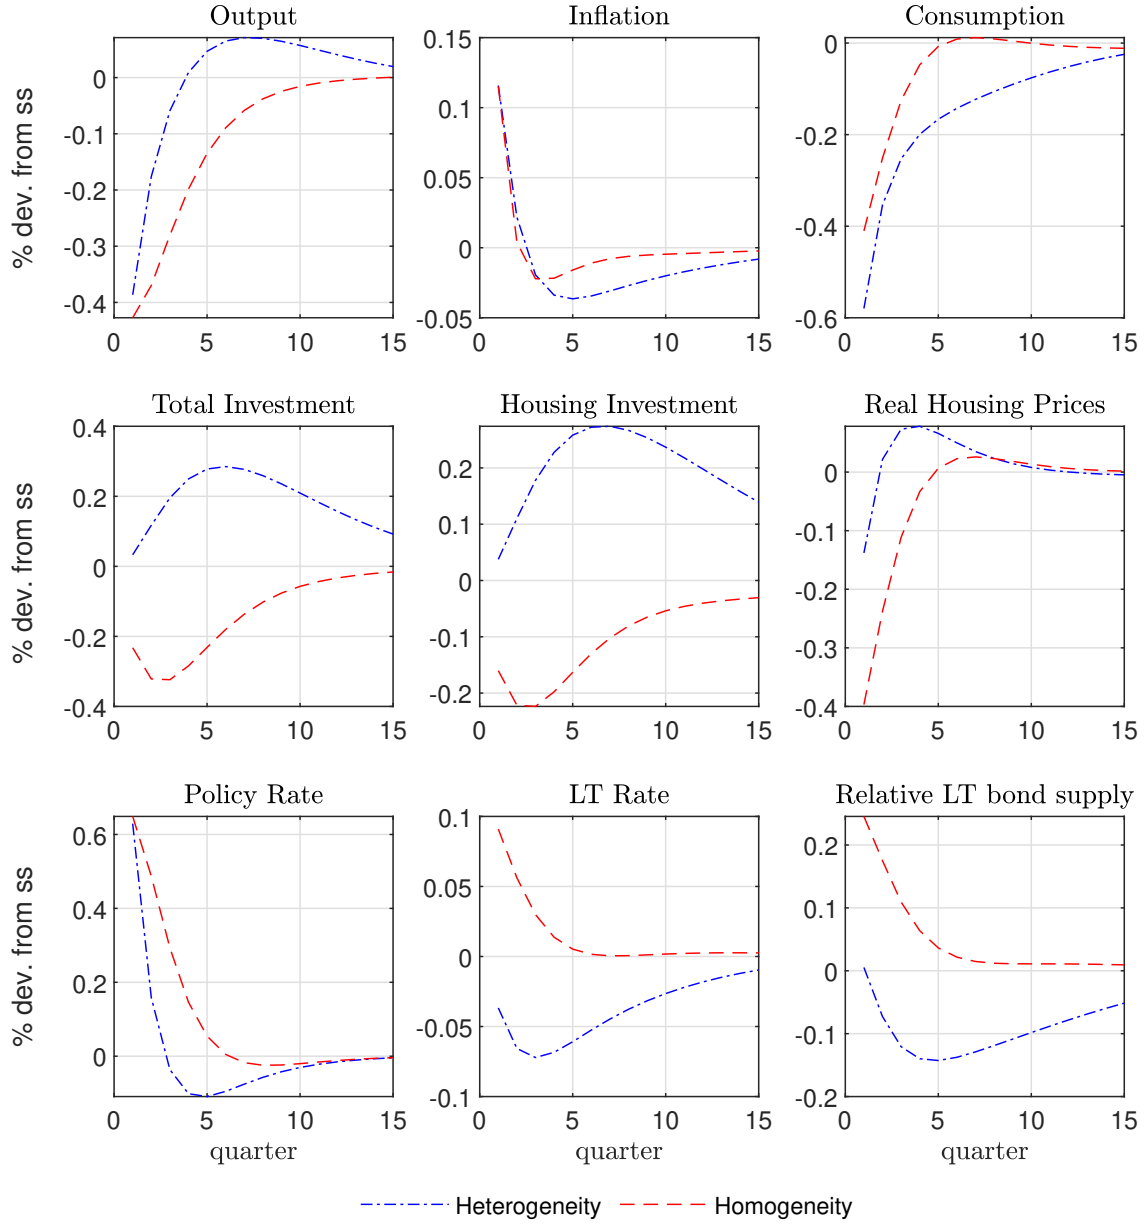 Output
Inflation
Consumption
% dev. from ss
0
-0.1
-0.2
-0.3
-0.4
0 5 10 15
0.15
0.1
0.05
0
-0.05
0 5 10 15
0
-0.2
-0.4
-0.6
0 5 10 15
Total Investment
Housing Investment
Real Housing Prices
% dev. from ss
0.4
0.2
0
-0.2
-0.4
0 5 10 15
0.2
0.1
0
-0.1
-0.2
0 5 10 15
0
-0.1
-0.2
-0.3
-0.4
0 5 10 15
Policy Rate
LT Rate
Relative LT bond supply
% dev. from ss
0.6
0.4
0.2
0
0 5 10 15
quarter
0.1
0.05
0
-0.05
-0.1
0 5 10 15
quarter
0.2
0.1
0
-0.1
-0.2
0 5 10 15
quarter
Heterogeneity
Homogeneity